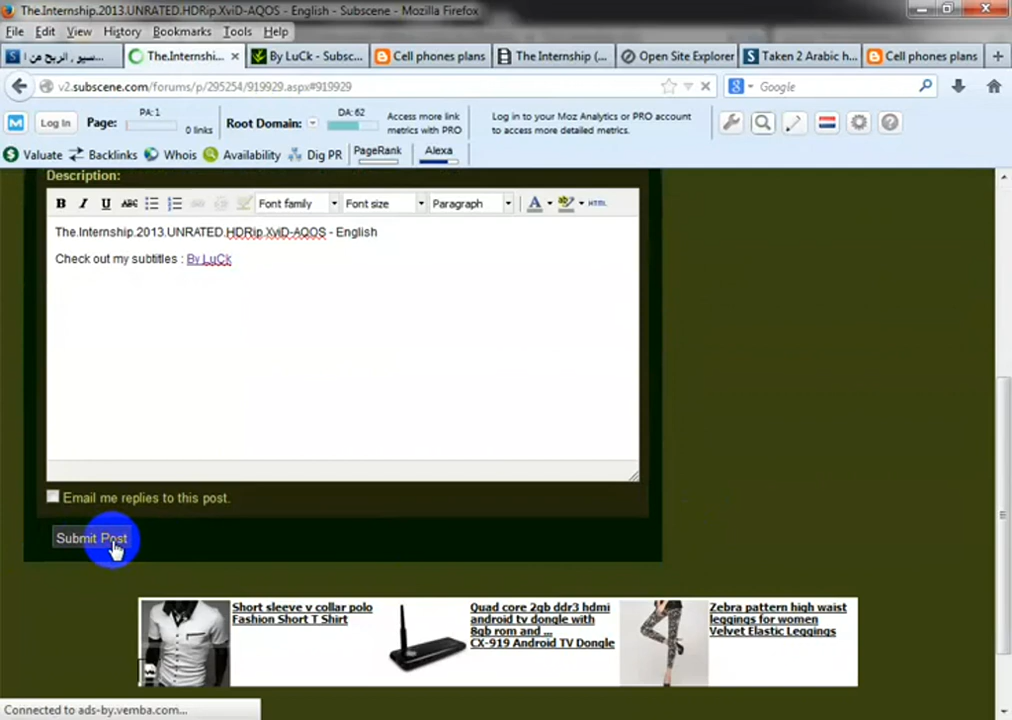 The.Internship.2013.UNRATED.HDRip.XviD-AQOS - English - Subscene - Mozilla Firefox
File Edit View History Bookmarks Tools Help
سيو , الربح من ا... The.Internshi... By LuCk - Subsc... Cell phones plans The Internship (... Open Site Explorer Taken 2 Arabic h... Cell phones plans
v2.subscene.com/forums/p/295254/919929.aspx#919929 Google
Log In Page: PA: 1 0 links Root Domain: DA: 62 Access more link metrics with PRO Log in to your Moz Analytics or PRO account to access more detailed metrics.
Valuate Backlinks Whois Availability Dig PR PageRank Alexa
Description:
B I U ABC Font family Font size Paragraph A ab HTML
The.Internship.2013.UNRATED.HDRip.XviD-AQOS - English
Check out my subtitles : By LuCk
Email me replies to this post.
Submit Post
Short sleeve v collar polo
Fashion Short T Shirt
Quad core 2gb ddr3 hdmi
android tv dongle with
8gb rom and ...
CX-919 Android TV Dongle
Zebra pattern high waist
leggings for women
Velvet Elastic Leggings
Connected to ads-by.vemba.com...